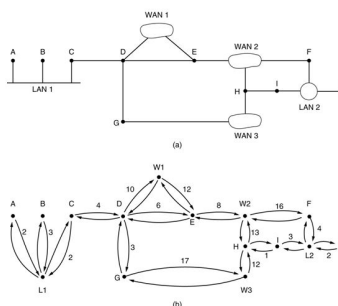 WAN 1
A B C D E WAN 2 F
LAN 1 H I LAN 2
G WAN 3
(a)
W1
A B C 4 D 10 12 6 E 8 W2 16 F
2 3 2 3 13 4
H 1 I 3 L2 2
L1 G 17 12 W3
(b)